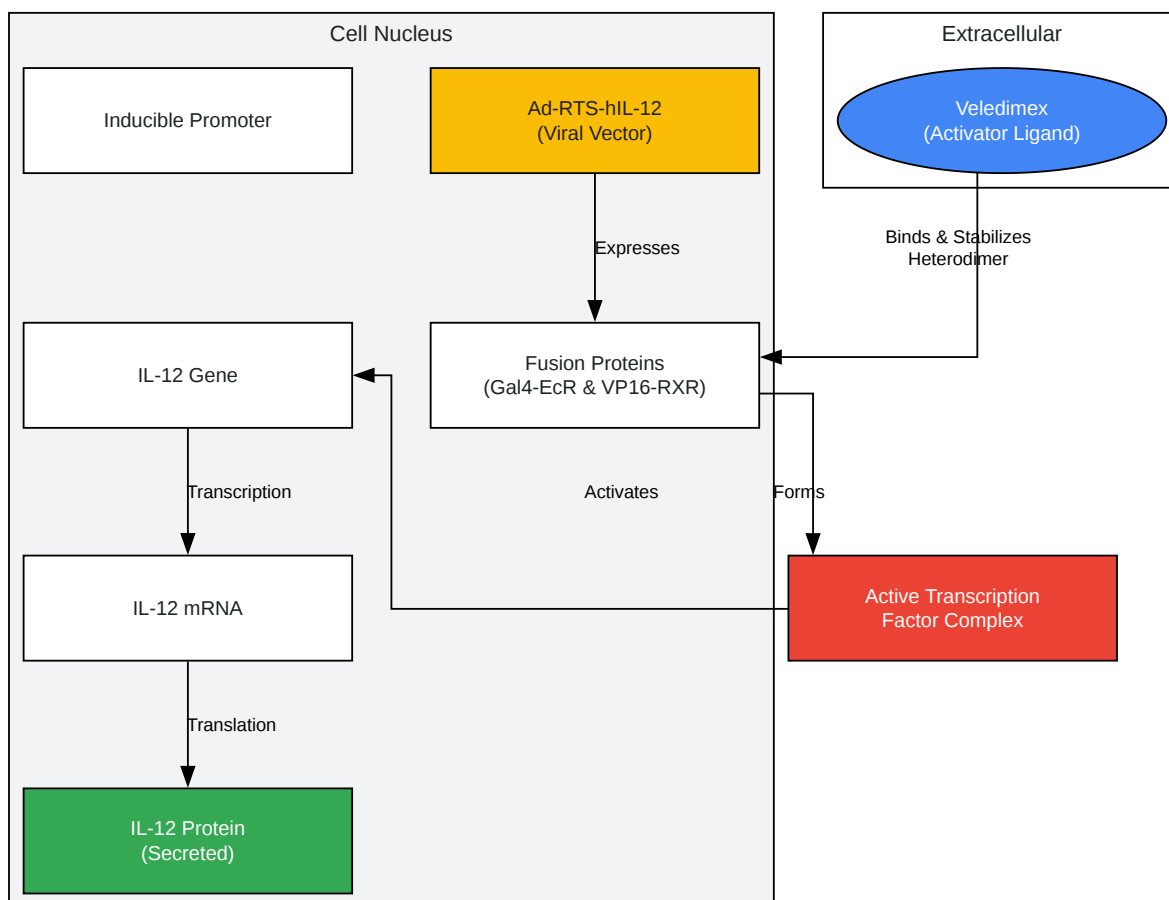 Cell Nucleus
Extracellular
Inducible Promoter
Ad-RTS-hIL-12
(Viral Vector)
Veledimex
(Activator Ligand)
Expresses
Binds & Stabilizes
Heterodimer
IL-12 Gene
Fusion Proteins
(Gal4-EcR & VP16-RXR)
Transcription
Activates
Forms
IL-12 mRNA
Active Transcription
Factor Complex
Translation
IL-12 Protein
(Secreted)